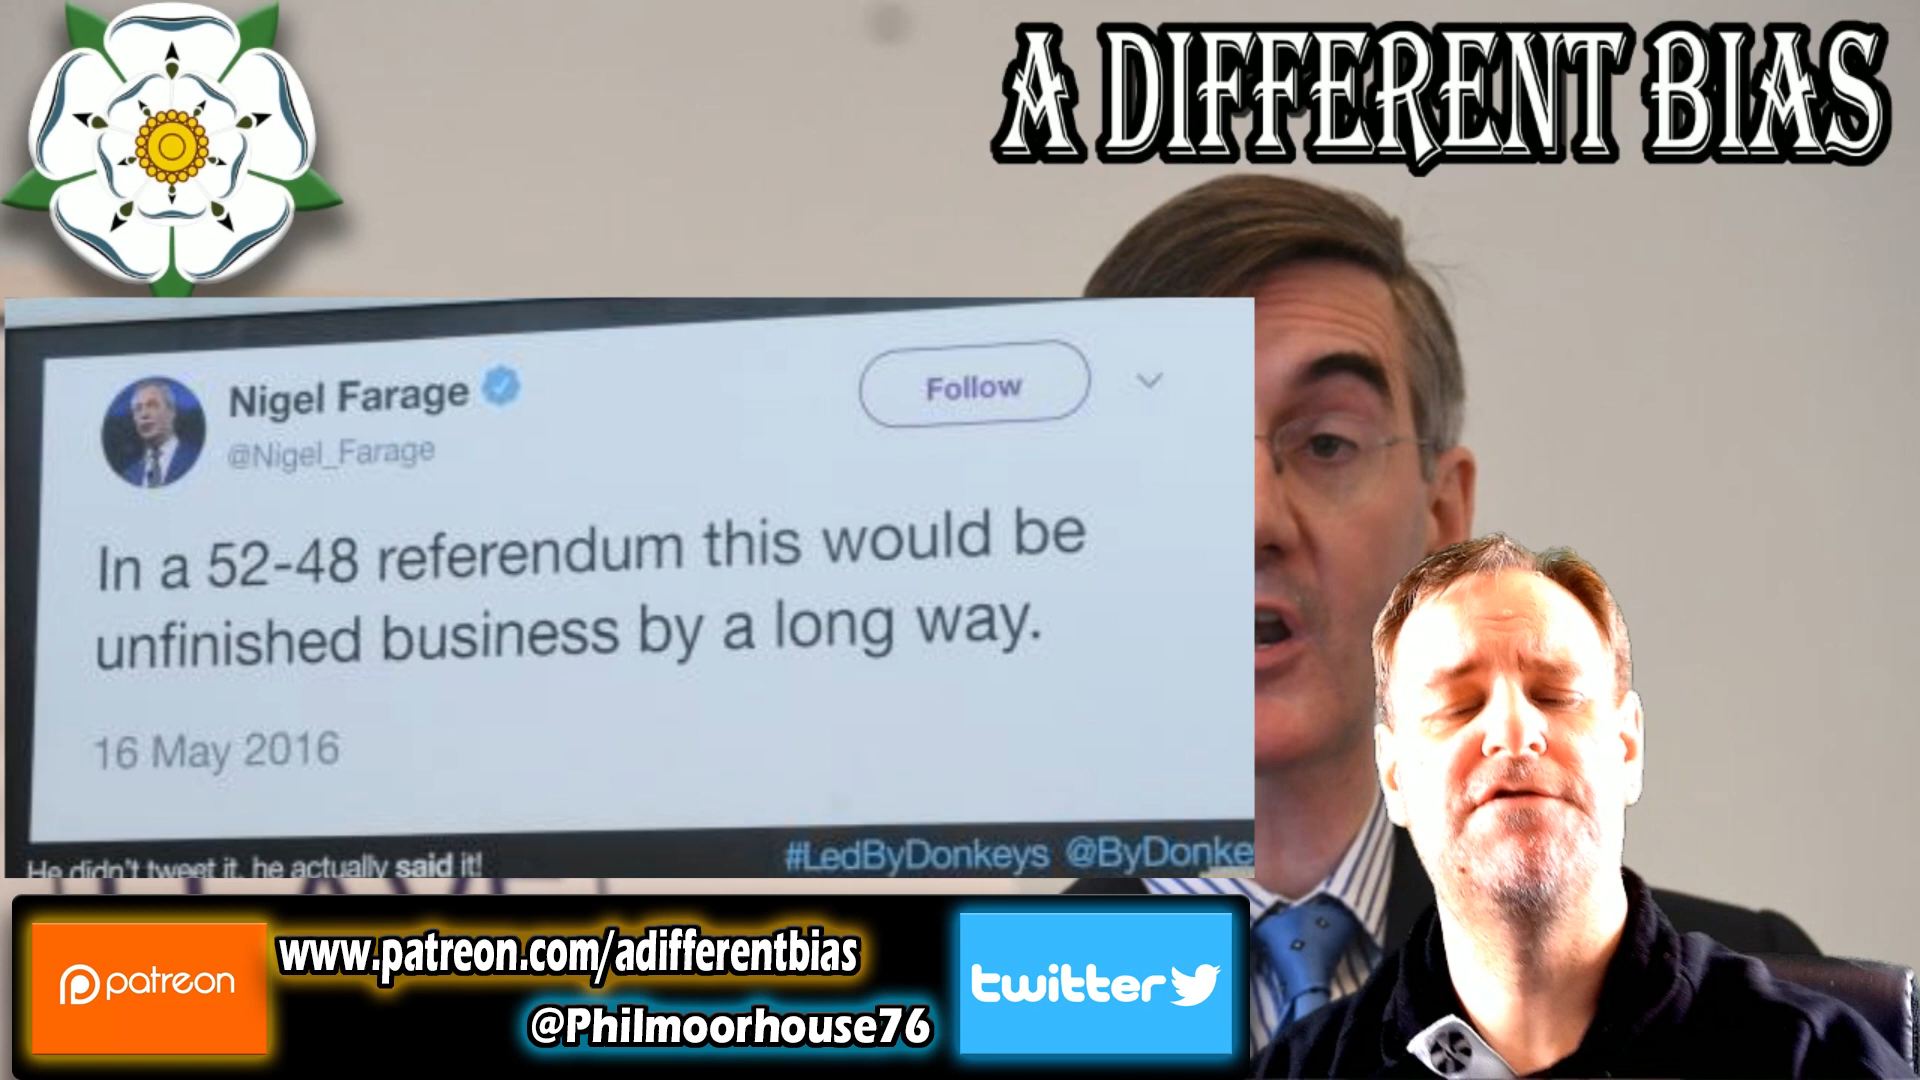 A DIFFERENT BIAS
Nigel Farage
@Nigel_Farage
Follow
In a 52-48 referendum this would be
unfinished business by a long way.
16 May 2016
He didn't tweet it, he actually said it!
#LedByDonkeys @ByDonke
patreon
www.patreon.com/adifferentbias
@Philmoorhouse76
twitter